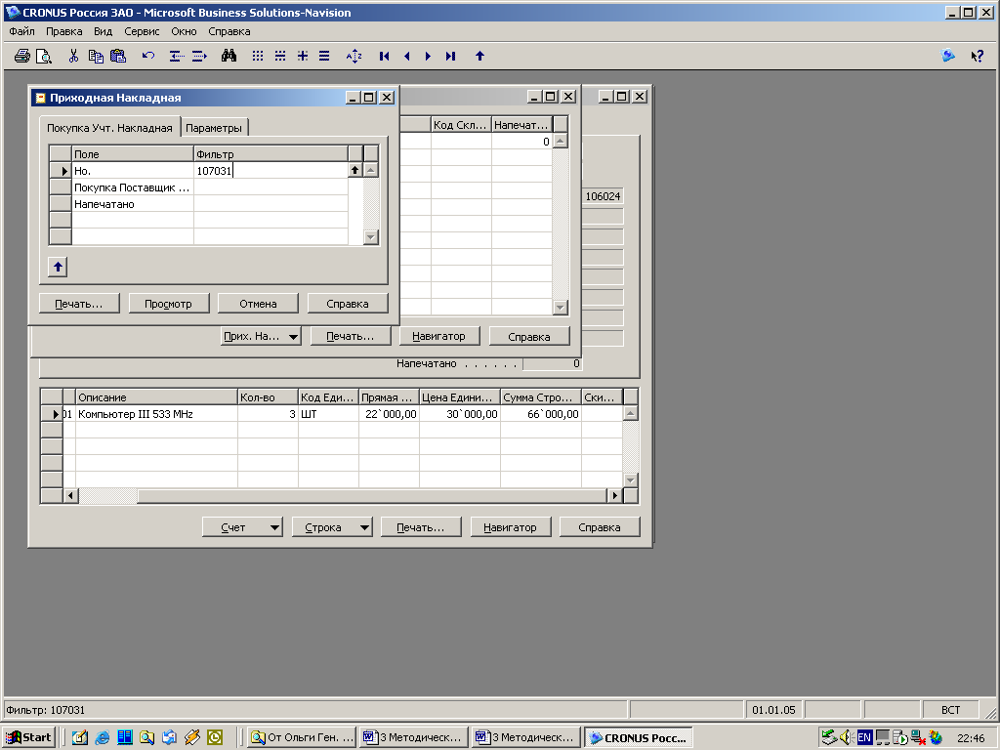 CRONUS Россия ЗАО - Microsoft Business Solutions-Navision
Файл Правка Вид Сервис Окно Справка
Приходная Накладная
Покупка Учт. Накладная Параметры
Поле Фильтр
Но. 107031
Покупка Поставщик ...
Напечатано
Печать... Просмотр Отмена Справка
Код Скл... Напечат...
0
106024
Прих. На... Печать... Навигатор Справка
Напечатано . . . . . . 0
Описание Кол-во Код Еди... Прямая ... Цена Едини... Сумма Стро... Ски...
01 Компьютер III 533 MHz 3 ШТ 22`000,00 30`000,00 66`000,00
Счет Строка Печать... Навигатор Справка
Фильтр: 107031 01.01.05 ВСТ
Start От Ольги Ген. ... 3 Методическ... 3 Методическ... CRONUS Росс... EN 22:46